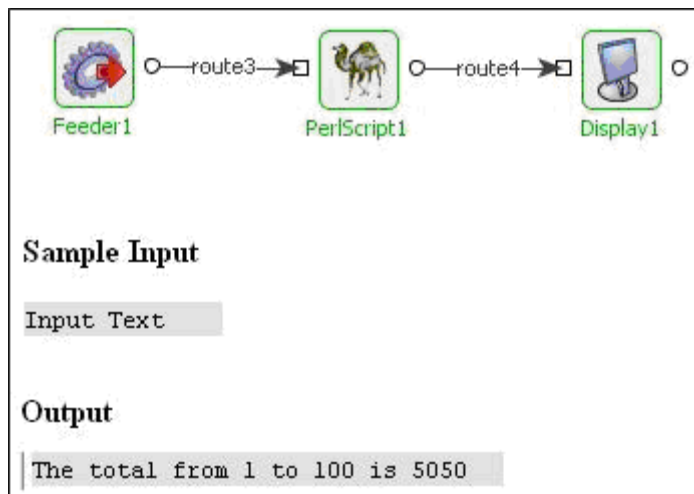 route3
route4
Feeder1
PerlScript1
Display1
Sample Input
Input Text
Output
The total from 1 to 100 is 5050